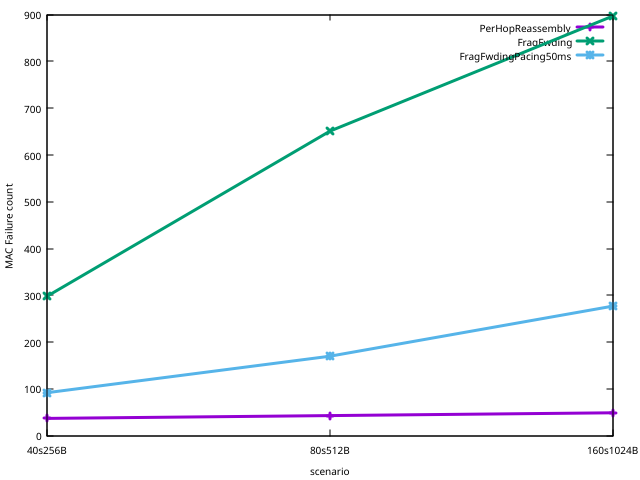 900
800
700
600
500
400
300
200
100
0
MAC Failure count
PerHopReassembly
FragFwding
FragFwdingPacing50ms
40s256B
80s512B
160s1024B
scenario